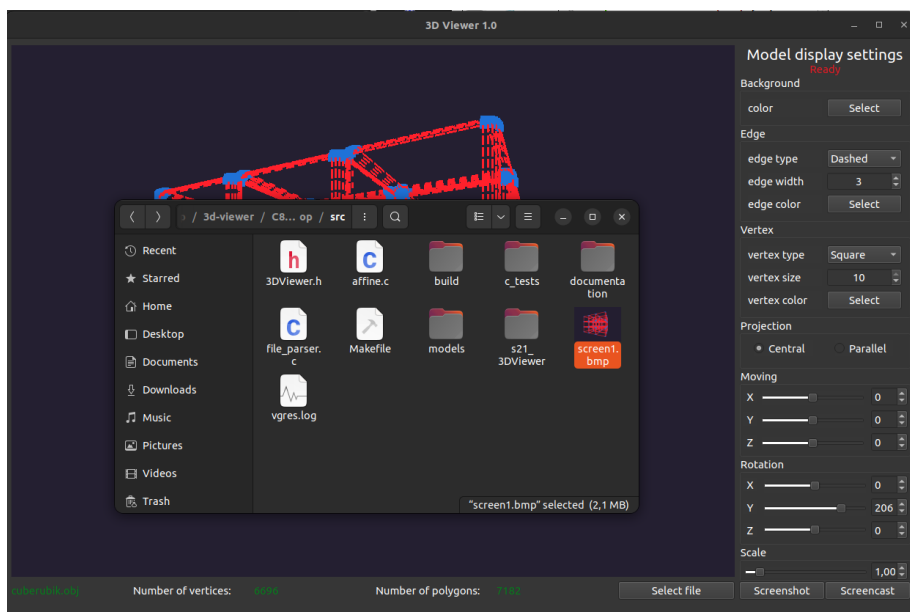 3D Viewer 1.0
Model display settings
Ready
Background
color Select
Edge
edge type Dashed
edge width 3
edge color Select
Vertex
vertex type Square
vertex size 10
vertex color Select
Projection
Central Parallel
Moving
X 0
Y 0
Z 0
Rotation
X 0
Y 206
Z 0
Scale
1,00
/ 3d-viewer / C8... op / src
Recent
Starred
Home
Desktop
Documents
Downloads
Music
Pictures
Videos
Trash
3DViewer.h affine.c build c_tests documenta
tion
file_parser.
c
Makefile models s21_
3DViewer
screen1.
bmp
vgres.log
"screen1.bmp" selected (2,1 MB)
cuberubik.obj Number of vertices: 6696 Number of polygons: 7182 Select file Screenshot Screencast